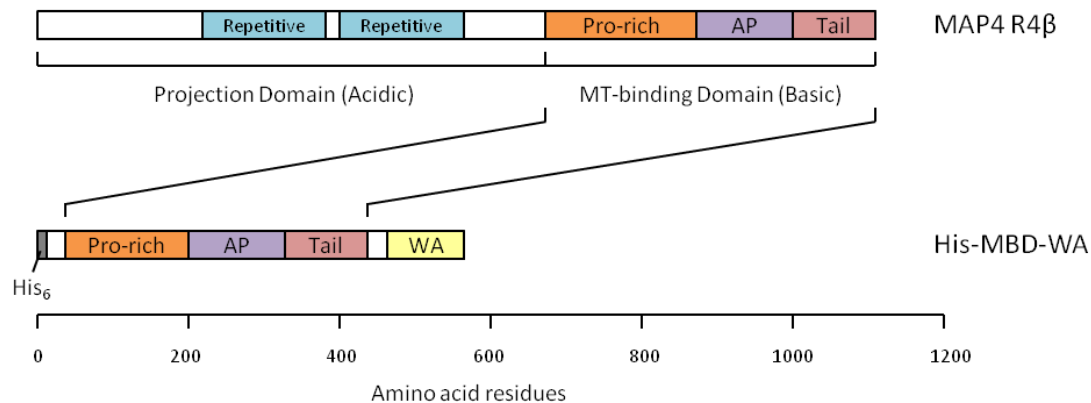 Repetitive Repetitive Pro-rich AP Tail MAP4 R4β
Projection Domain (Acidic) MT-binding Domain (Basic)
Pro-rich AP Tail WA His-MBD-WA
His₆
0 200 400 600 800 1000 1200
Amino acid residues